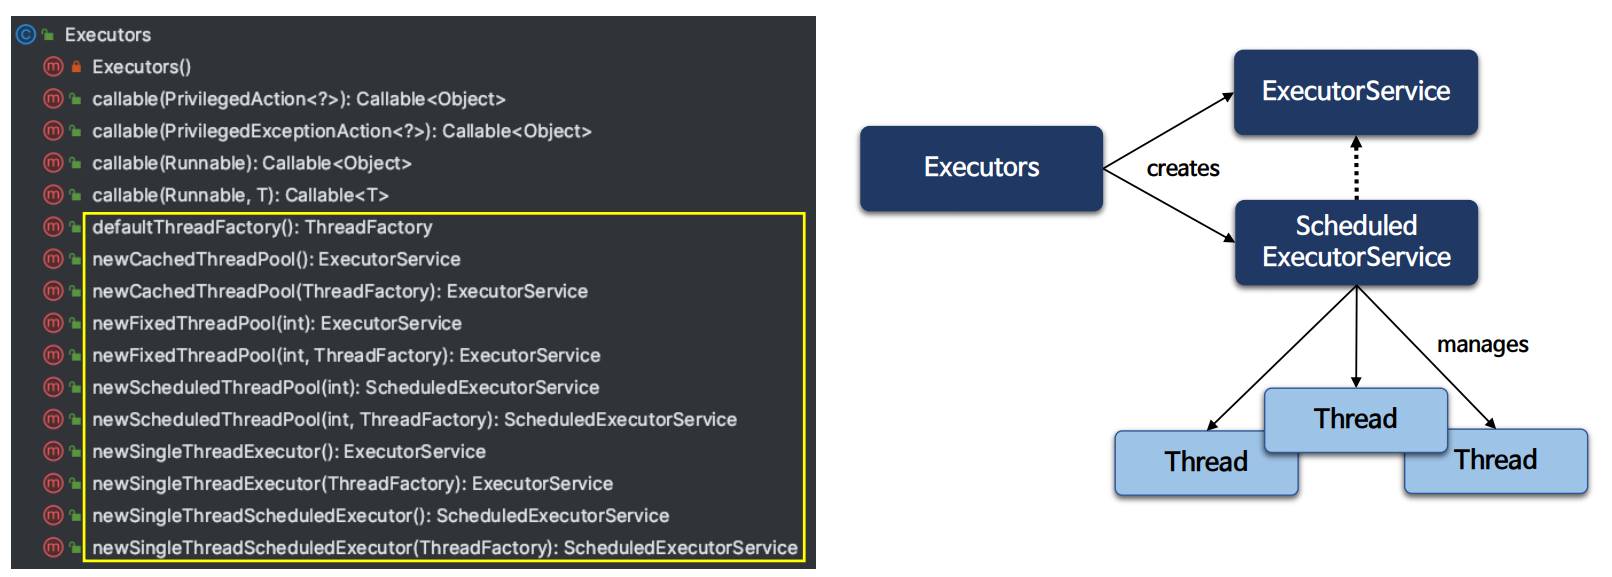 Executors
Executors()
callable(PrivilegedAction<?>): Callable<Object>
callable(PrivilegedExceptionAction<?>): Callable<Object>
callable(Runnable): Callable<Object>
callable(Runnable, T): Callable<T>
defaultThreadFactory(): ThreadFactory
newCachedThreadPool(): ExecutorService
newCachedThreadPool(ThreadFactory): ExecutorService
newFixedThreadPool(int): ExecutorService
newFixedThreadPool(int, ThreadFactory): ExecutorService
newScheduledThreadPool(int): ScheduledExecutorService
newScheduledThreadPool(int, ThreadFactory): ScheduledExecutorService
newSingleThreadExecutor(): ExecutorService
newSingleThreadExecutor(ThreadFactory): ExecutorService
newSingleThreadScheduledExecutor(): ScheduledExecutorService
newSingleThreadScheduledExecutor(ThreadFactory): ScheduledExecutorService
Executors
creates
ExecutorService
Scheduled
ExecutorService
manages
Thread
Thread
Thread